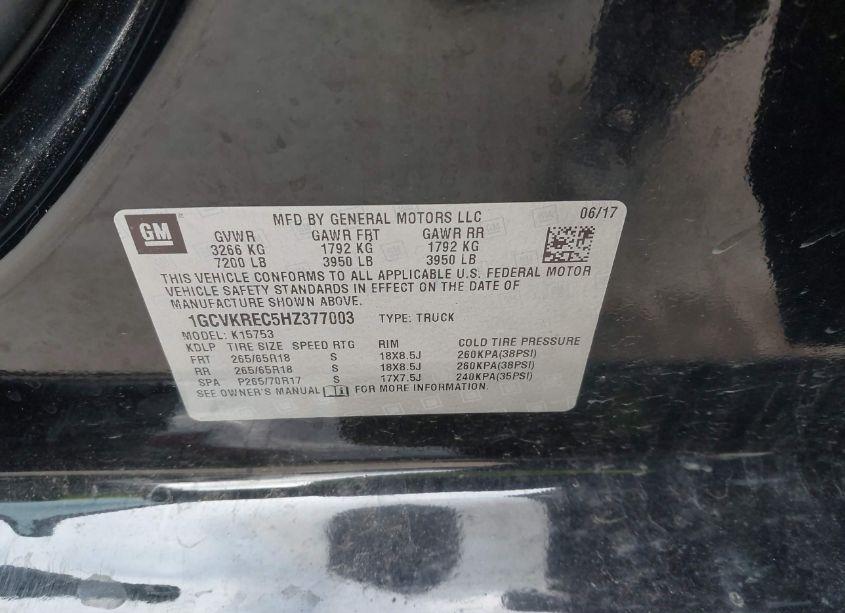 GM
MFD BY GENERAL MOTORS LLC 06/17
GVWR GAWR FRT GAWR RR
3266 KG 1792 KG 1792 KG
7200 LB 3950 LB 3950 LB
THIS VEHICLE CONFORMS TO ALL APPLICABLE U.S. FEDERAL MOTOR
VEHICLE SAFETY STANDARDS IN EFFECT ON THE DATE OF
MANUFACTURE SHOWN ABOVE.
1GCVKREC5HZ377003 TYPE: TRUCK
MODEL: K15753
KDLP TIRE SIZE SPEED RTG RIM COLD TIRE PRESSURE
FRT 265/65R18 S 18X8.5J 260KPA(38PSI)
RR 265/65R18 S 18X8.5J 260KPA(38PSI)
SPA P265/70R17 S 17X7.5J 240KPA(35PSI)
SEE OWNER'S MANUAL FOR MORE INFORMATION.